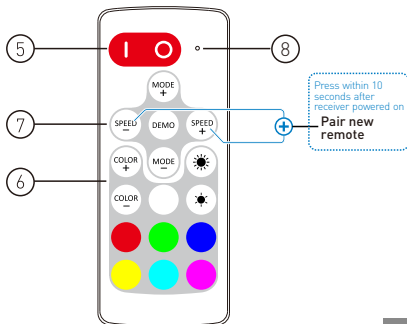 5
I O
8
MODE
+
Press within 10
seconds after
receiver powered on
Pair new
remote
7
SPEED
−
DEMO
SPEED
+
COLOR
+
MODE
−
6
COLOR
−